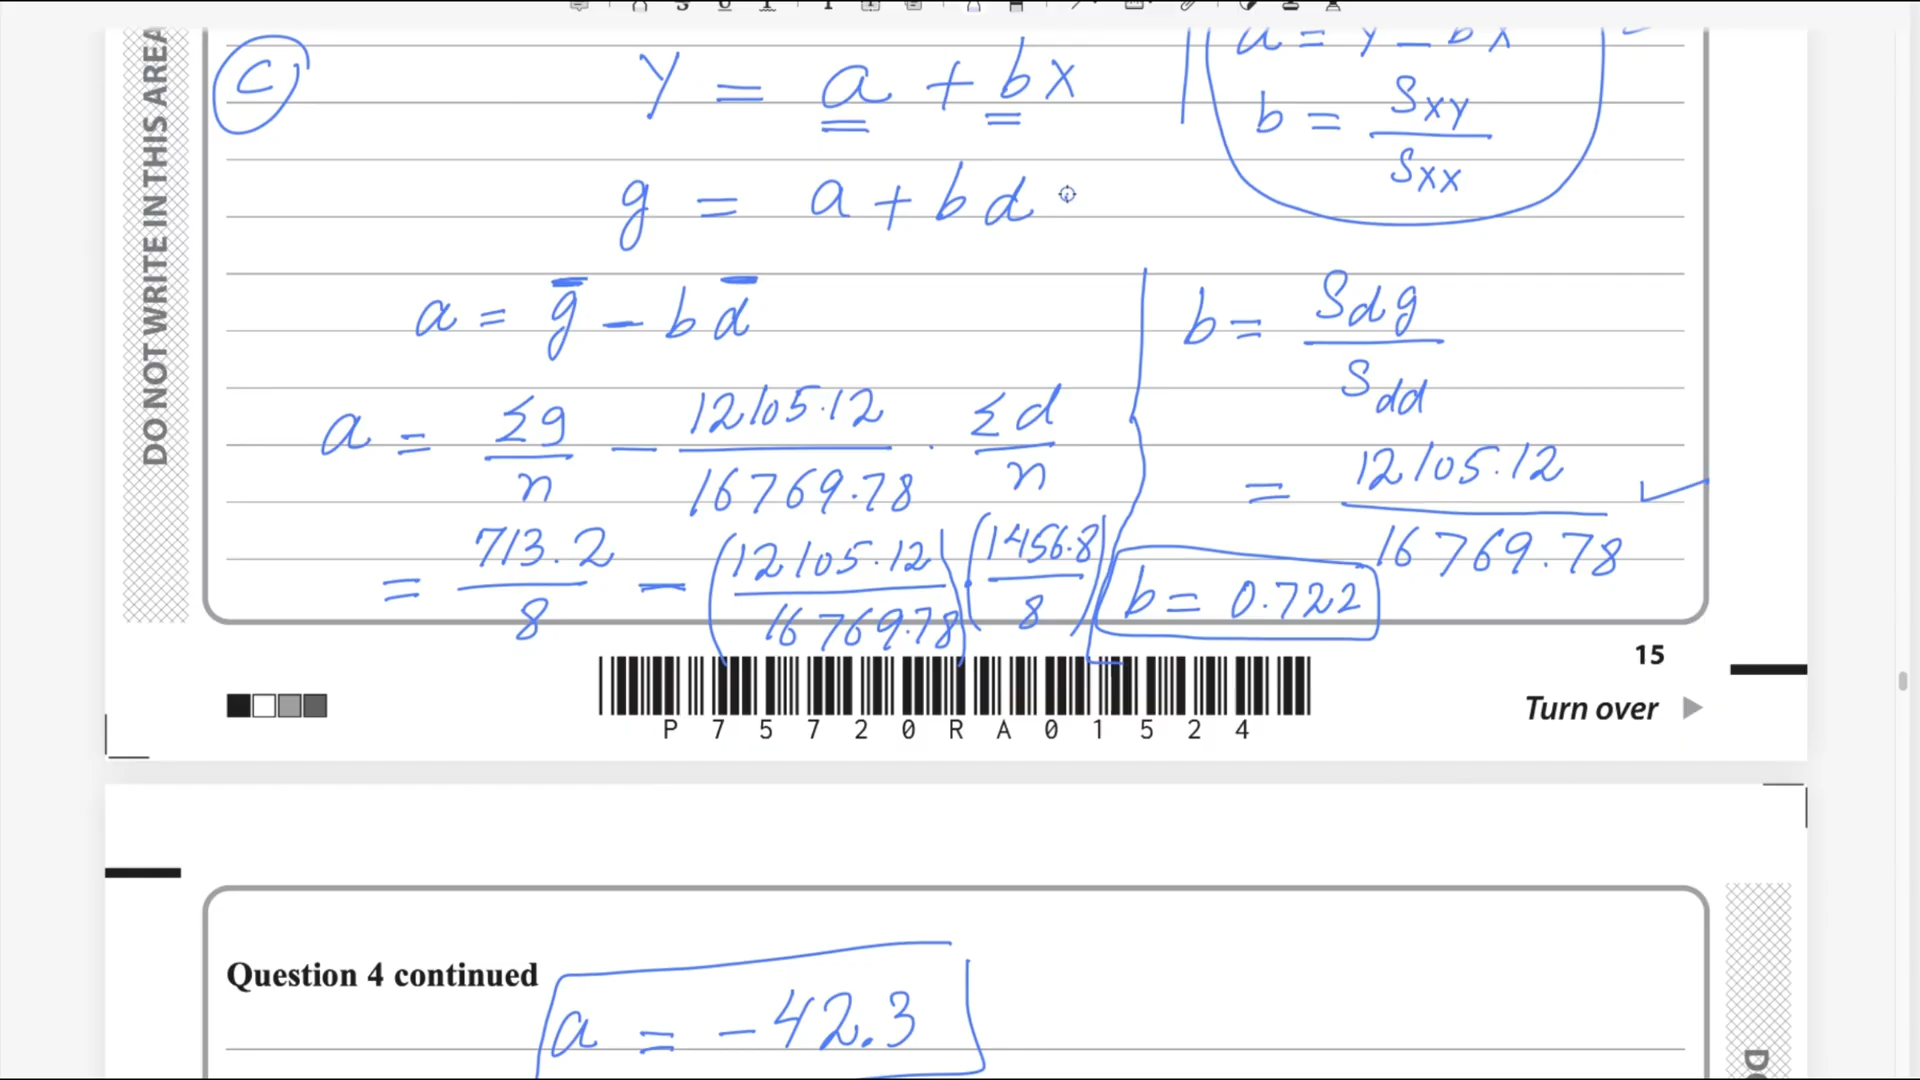 DO NOT WRITE IN THIS AREA
C
y = a + bx
a = y - bx
b = Sxy / Sxx
g = a + bd
a = g̅ - b d̅
b = Sdg / Sdd
a = Σg / n - 12105.12 / 16769.78 · Σd / n
= 12105.12 / 16769.78 ✓
= 713.2 / 8 - (12105.12 / 16769.78) · (1456.8 / 8)
b = 0.722
15
Turn over
P 7 5 7 2 0 R A 0 1 5 2 4
Question 4 continued
a = -42.3